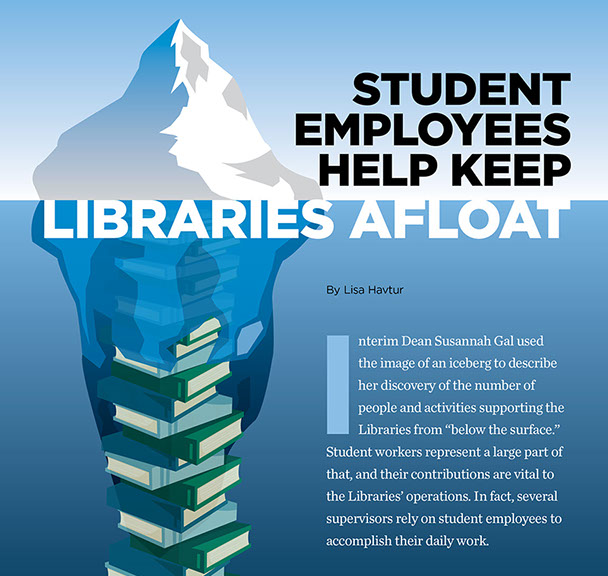 STUDENT
EMPLOYEES
HELP KEEP
LIBRARIES AFLOAT
By Lisa Havtur
Interim Dean Susannah Gal used
the image of an iceberg to describe
her discovery of the number of
people and activities supporting the
Libraries from “below the surface.”
Student workers represent a large part of
that, and their contributions are vital to
the Libraries’ operations. In fact, several
supervisors rely on student employees to
accomplish their daily work.